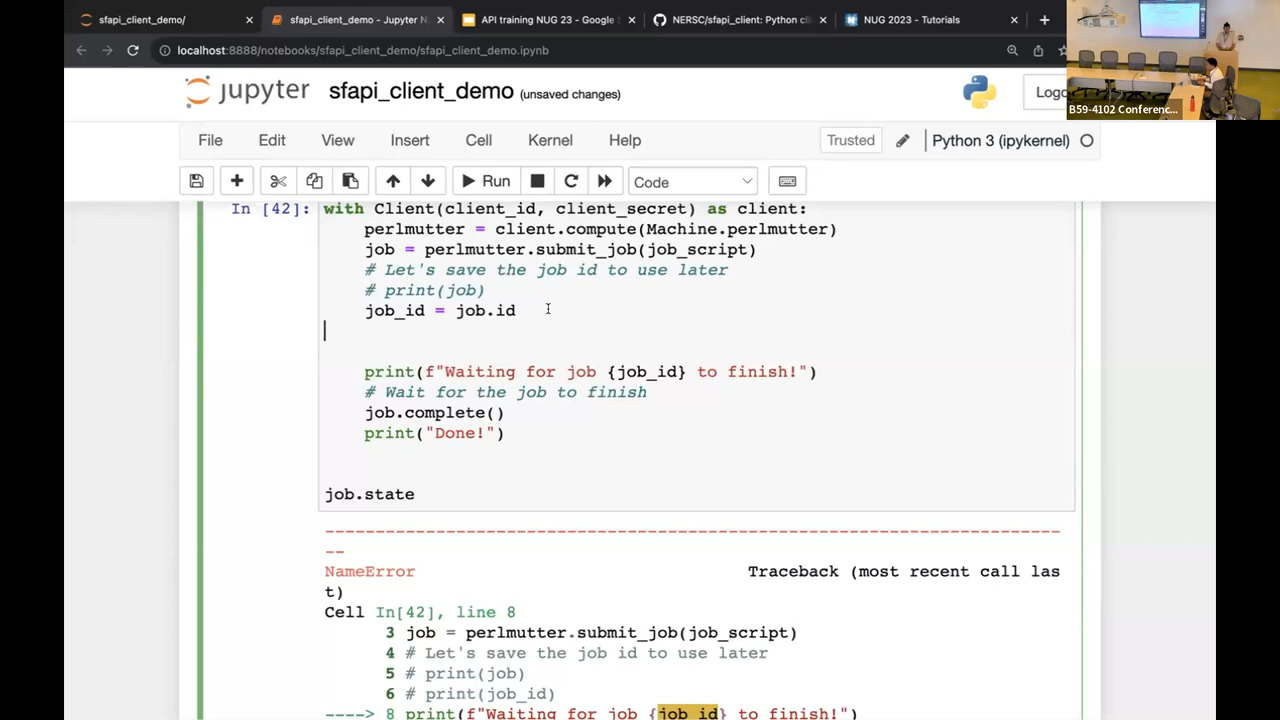 sfapi_client_demo/
sfapi_client_demo - Jupyter N
API training NUG 23 - Google
NERSC/sfapi_client: Python cl
NUG 2023 - Tutorials
localhost:8888/notebooks/sfapi_client_demo/sfapi_client_demo.ipynb
B59-4102 Conferenc...
jupyter sfapi_client_demo (unsaved changes)
Logo
File Edit View Insert Cell Kernel Help
Trusted
Python 3 (ipykernel)
Run
Code
In [42]: with Client(client_id, client_secret) as client:
perlmutter = client.compute(Machine.perlmutter)
job = perlmutter.submit_job(job_script)
# Let's save the job id to use later
# print(job)
job_id = job.id
print(f"Waiting for job {job_id} to finish!")
# Wait for the job to finish
job.complete()
print("Done!")
job.state
---------------------------------------------------------------------------
NameError Traceback (most recent call las
t)
Cell In[42], line 8
3 job = perlmutter.submit_job(job_script)
4 # Let's save the job id to use later
5 # print(job)
6 # print(job_id)
----> 8 print(f"Waiting for job {job_id} to finish!")